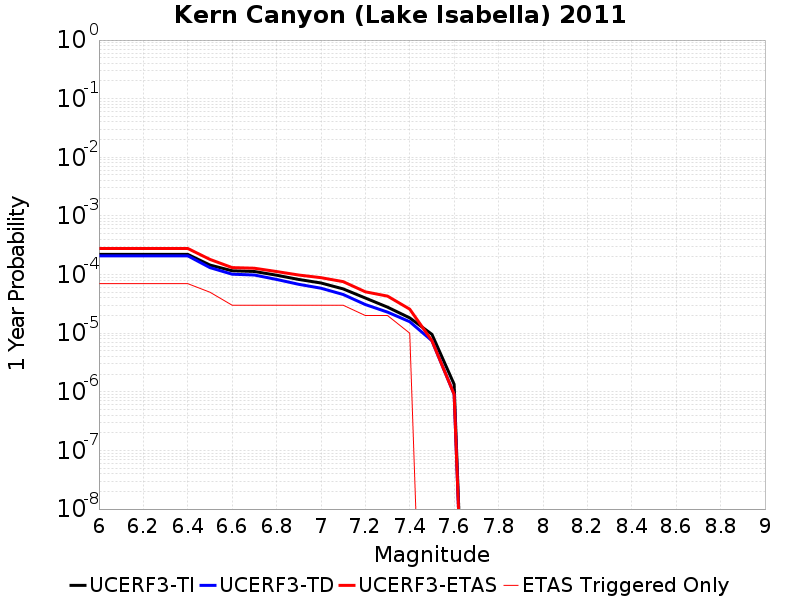 Kern Canyon (Lake Isabella) 2011
1 Year Probability
10^0
10^-1
10^-2
10^-3
10^-4
10^-5
10^-6
10^-7
10^-8
6 6.2 6.4 6.6 6.8 7 7.2 7.4 7.6 7.8 8 8.2 8.4 8.6 8.8 9
Magnitude
UCERF3-TI UCERF3-TD UCERF3-ETAS ETAS Triggered Only